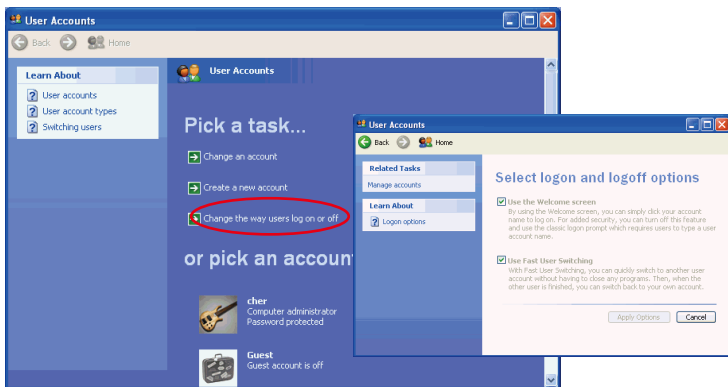 User Accounts
Back Home
Learn About
User accounts
User account types
Switching users
User Accounts
Pick a task...
Change an account
Create a new account
Change the way users log on or off
or pick an accoun
cher
Computer administrator
Password protected
Guest
Guest account is off
User Accounts
Back Home
Related Tasks
Manage accounts
Learn About
Logon options
Select logon and logoff options
Use the Welcome screen
By using the Welcome screen, you can simply click your account
name to log on. For added security, you can turn off this feature
and use the classic logon prompt which requires users to type a user
account name.
Use Fast User Switching
With Fast User Switching, you can quickly switch to another user
account without having to close any programs. Then, when the
other user is finished, you can switch back to your own account.
Apply Options Cancel